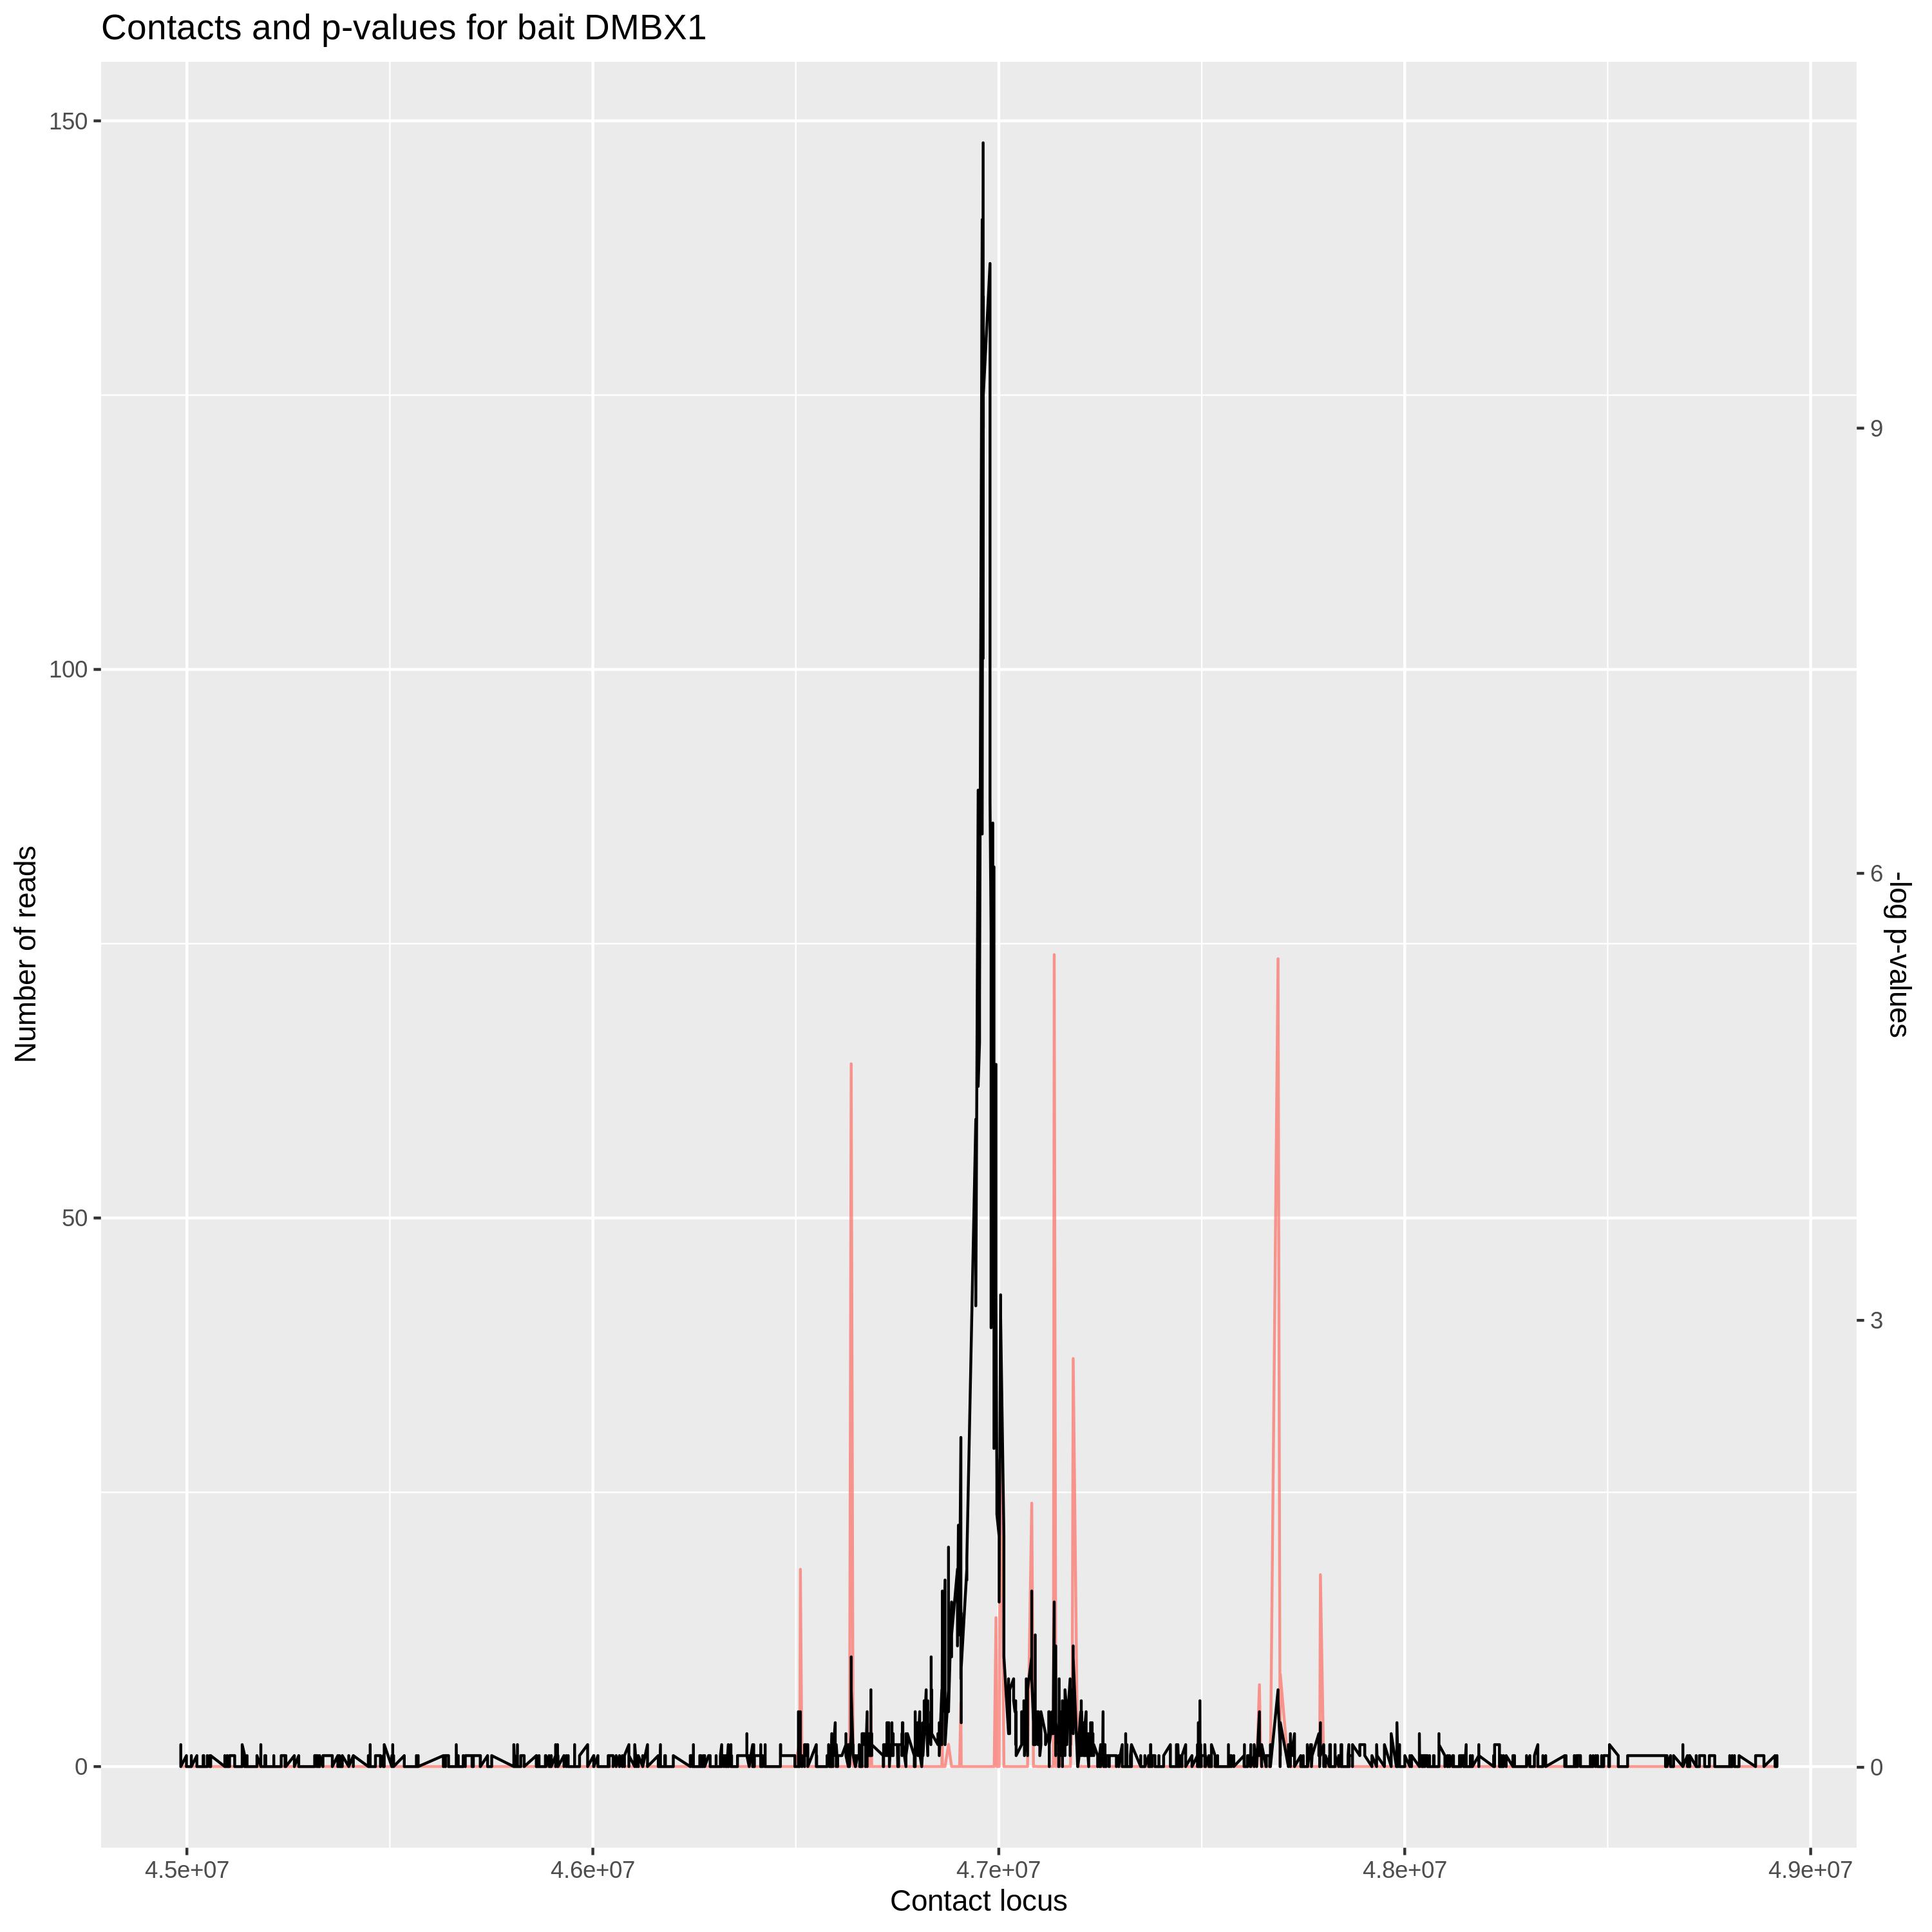 Contacts and p-values for bait DMBX1
150
100
50
0
Number of reads
9
6
3
0
-log p-values
4.5e+07
4.6e+07
4.7e+07
4.8e+07
4.9e+07
Contact locus